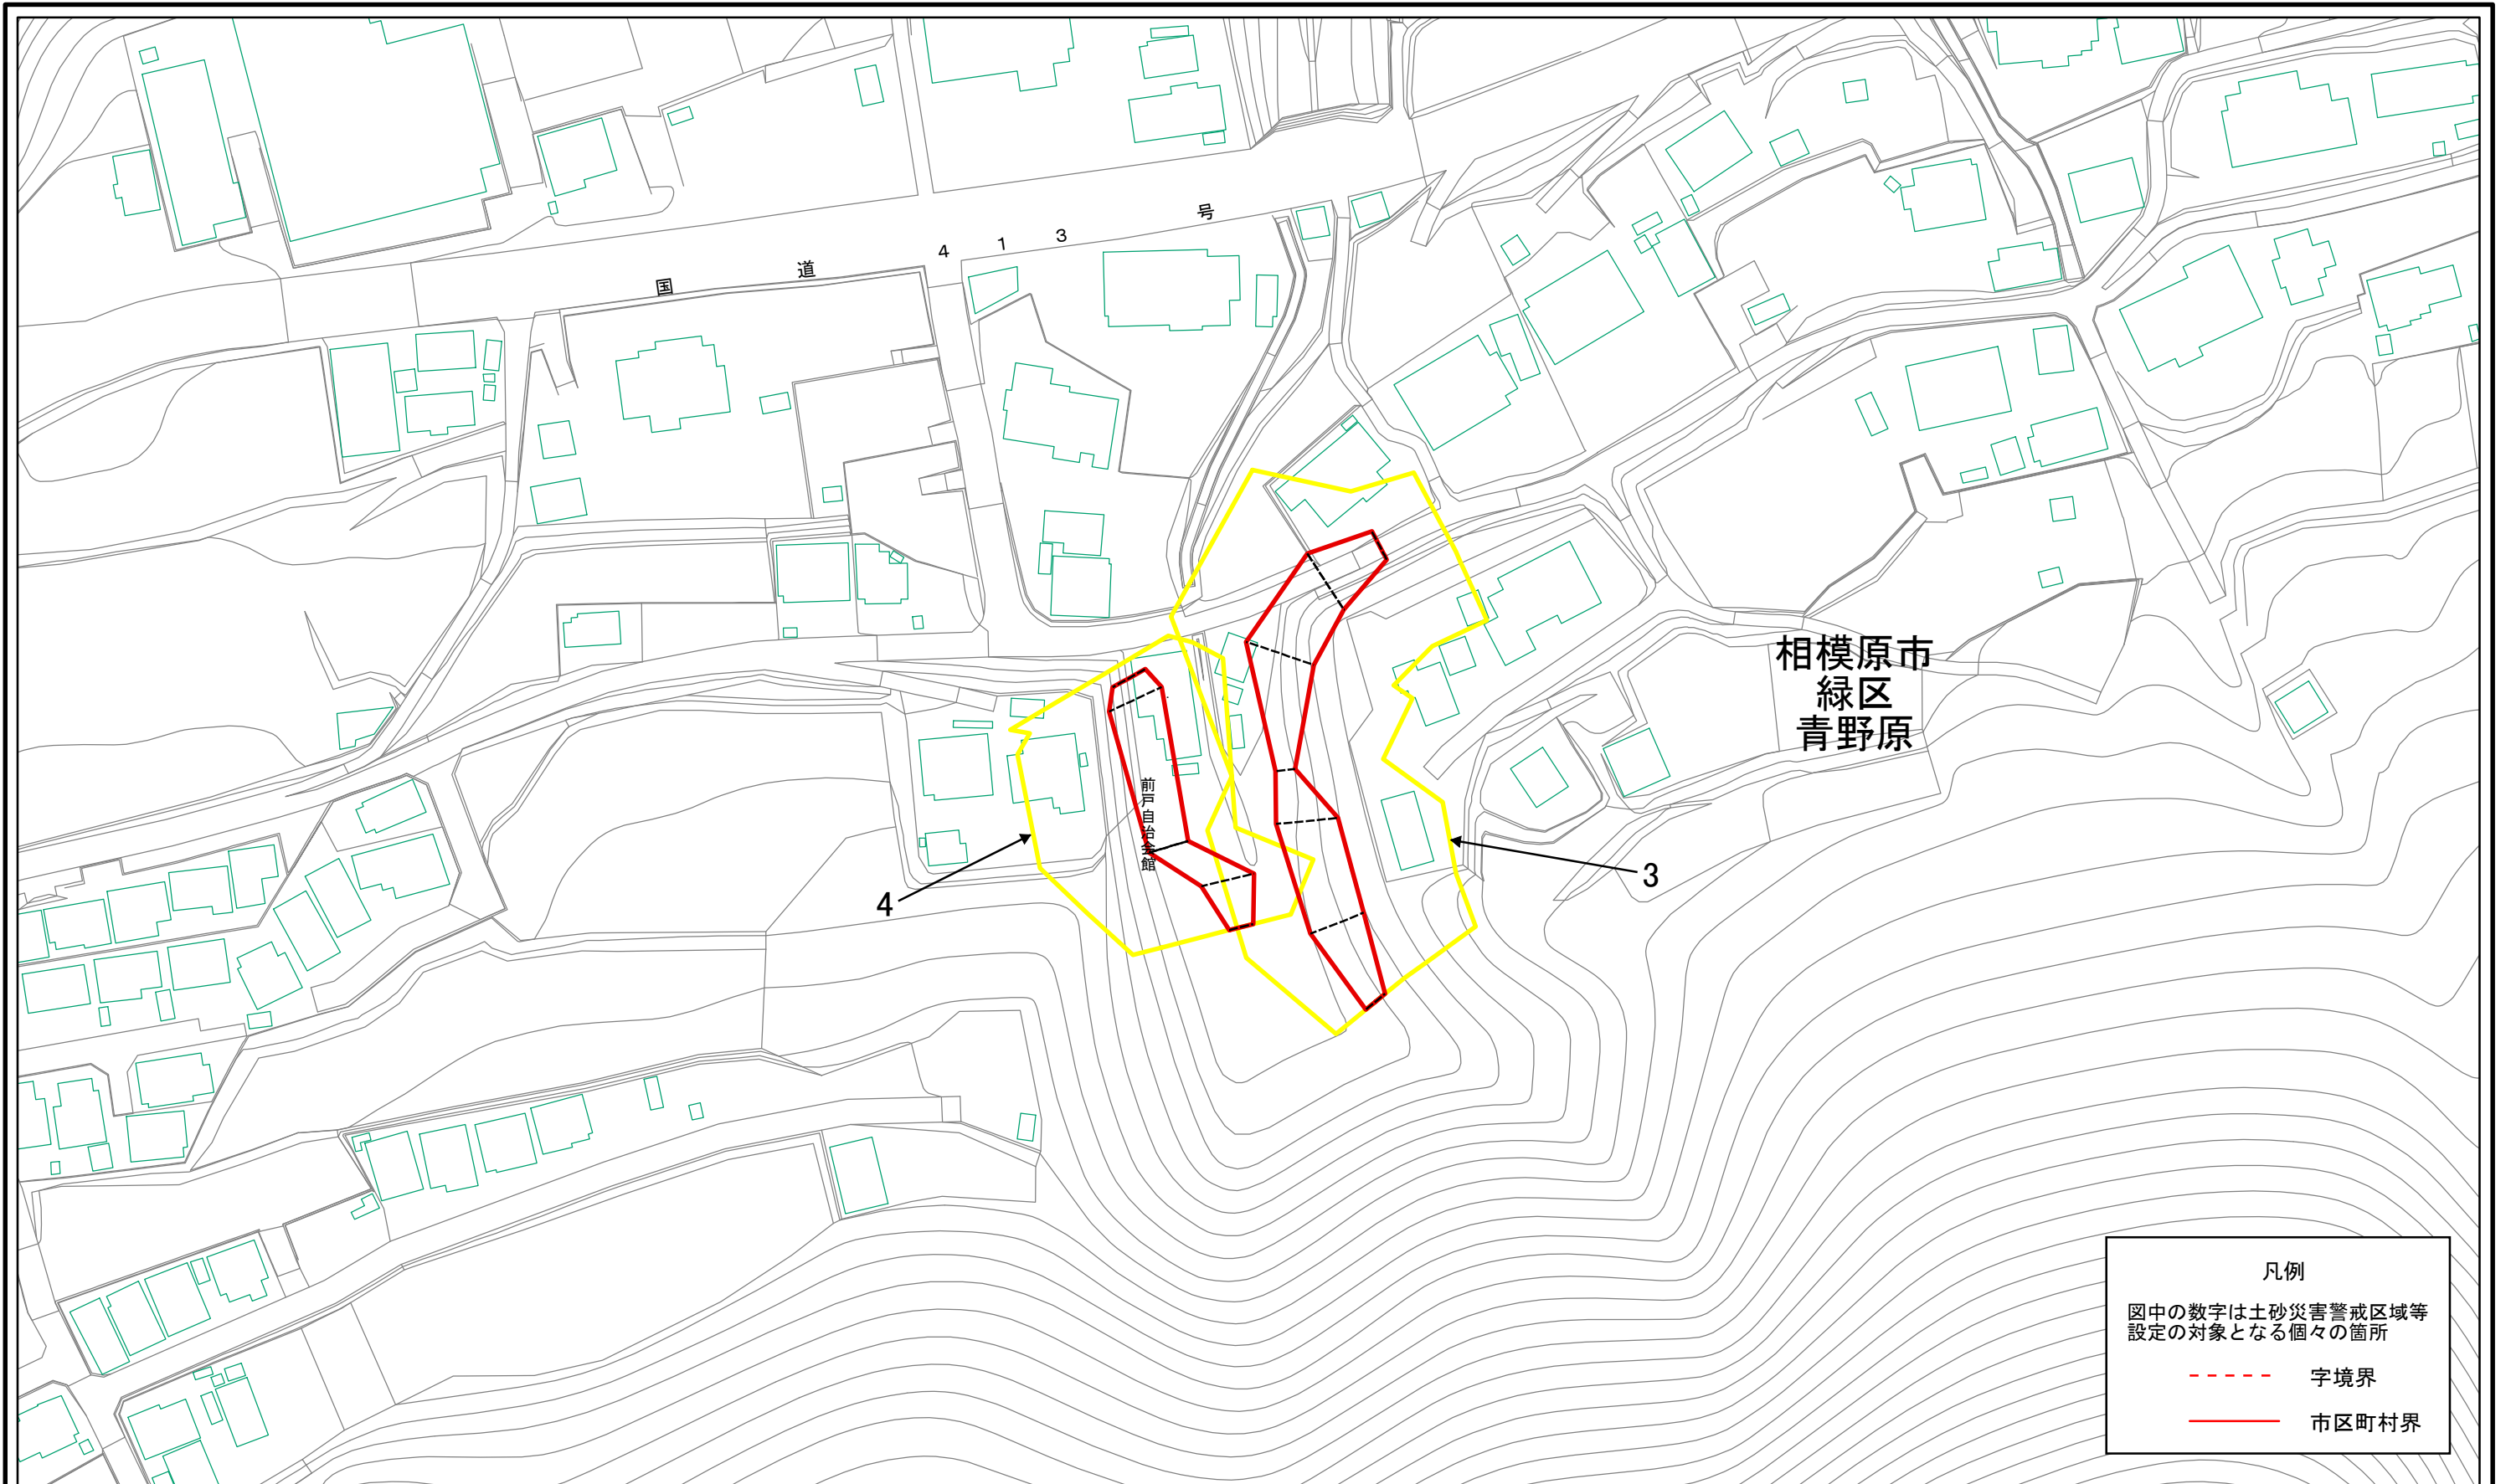 国道413号
相模原市
緑区
青野原
前戸自治会館
4
3
凡例
図中の数字は土砂災害警戒区域等
設定の対象となる個々の箇所
字境界
市区町村界